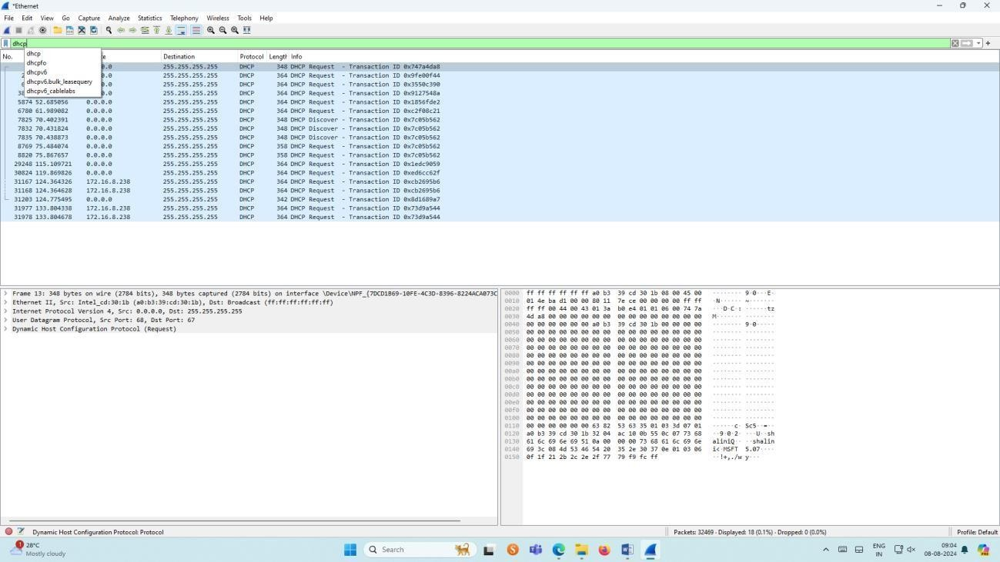 *Ethernet
File Edit View Go Capture Analyze Statistics Telephony Wireless Tools Help
dhcp
dhcp
dhcpfo
dhcpv6
dhcpv6.bulk_leasequery
dhcpv6_cablelabs
No. Destination Protocol Length Info
255.255.255.255 DHCP 348 DHCP Request - Transaction ID 0x747a4da8
255.255.255.255 DHCP 364 DHCP Request - Transaction ID 0x9fe00f44
255.255.255.255 DHCP 364 DHCP Request - Transaction ID 0x3550c390
255.255.255.255 DHCP 364 DHCP Request - Transaction ID 0x9127548a
5874 52.685056 0.0.0.0 255.255.255.255 DHCP 364 DHCP Request - Transaction ID 0x1856fde2
6780 61.989082 0.0.0.0 255.255.255.255 DHCP 364 DHCP Request - Transaction ID 0xc2f08c21
7825 70.402391 0.0.0.0 255.255.255.255 DHCP 348 DHCP Discover - Transaction ID 0x7c05b562
7832 70.431824 0.0.0.0 255.255.255.255 DHCP 348 DHCP Discover - Transaction ID 0x7c05b562
7835 70.438873 0.0.0.0 255.255.255.255 DHCP 348 DHCP Discover - Transaction ID 0x7c05b562
8769 75.484074 0.0.0.0 255.255.255.255 DHCP 358 DHCP Request - Transaction ID 0x7c05b562
8820 75.867657 0.0.0.0 255.255.255.255 DHCP 358 DHCP Request - Transaction ID 0x7c05b562
29248 115.109721 0.0.0.0 255.255.255.255 DHCP 364 DHCP Request - Transaction ID 0x1edc9059
30824 119.869826 0.0.0.0 255.255.255.255 DHCP 364 DHCP Request - Transaction ID 0xed6cc62f
31167 124.364326 172.16.8.238 255.255.255.255 DHCP 364 DHCP Request - Transaction ID 0xcb2695b6
31168 124.364628 172.16.8.238 255.255.255.255 DHCP 364 DHCP Request - Transaction ID 0xcb2695b6
31203 124.775495 0.0.0.0 255.255.255.255 DHCP 342 DHCP Request - Transaction ID 0x8d1689a7
31977 133.804338 172.16.8.238 255.255.255.255 DHCP 364 DHCP Request - Transaction ID 0x73d9a544
31978 133.804678 172.16.8.238 255.255.255.255 DHCP 364 DHCP Request - Transaction ID 0x73d9a544
Frame 13: 348 bytes on wire (2784 bits), 348 bytes captured (2784 bits) on interface \Device\NPF_{7DCD1B69-10FE-4C3D-8396-8224ACA073C
Ethernet II, Src: Intel_cd:30:1b (a0:b3:39:cd:30:1b), Dst: Broadcast (ff:ff:ff:ff:ff:ff)
Internet Protocol Version 4, Src: 0.0.0.0, Dst: 255.255.255.255
User Datagram Protocol, Src Port: 68, Dst Port: 67
Dynamic Host Configuration Protocol (Request)
0000 ff ff ff ff ff ff a0 b3 39 cd 30 1b 08 00 45 00 ········ 9·0···E·
0010 01 4e ba d1 00 00 80 11 7e ce 00 00 00 00 ff ff ·N······ ~·······
0020 ff ff 00 44 00 43 01 3a b0 e4 01 01 06 00 74 7a ···D·C·: ······tz
0030 4d a8 00 00 00 00 00 00 00 00 00 00 00 00 00 00 M······· ········
0040 00 00 00 00 00 00 a0 b3 39 cd 30 1b 00 00 00 00 ········ 9·0·····
0050 00 00 00 00 00 00 00 00 00 00 00 00 00 00 00 00 ········ ········
0060 00 00 00 00 00 00 00 00 00 00 00 00 00 00 00 00 ········ ········
0070 00 00 00 00 00 00 00 00 00 00 00 00 00 00 00 00 ········ ········
0080 00 00 00 00 00 00 00 00 00 00 00 00 00 00 00 00 ········ ········
0090 00 00 00 00 00 00 00 00 00 00 00 00 00 00 00 00 ········ ········
00a0 00 00 00 00 00 00 00 00 00 00 00 00 00 00 00 00 ········ ········
00b0 00 00 00 00 00 00 00 00 00 00 00 00 00 00 00 00 ········ ········
00c0 00 00 00 00 00 00 00 00 00 00 00 00 00 00 00 00 ········ ········
00d0 00 00 00 00 00 00 00 00 00 00 00 00 00 00 00 00 ········ ········
00e0 00 00 00 00 00 00 00 00 00 00 00 00 00 00 00 00 ········ ········
00f0 00 00 00 00 00 00 00 00 00 00 00 00 00 00 00 00 ········ ········
0100 00 00 00 00 00 00 00 00 00 00 00 00 00 00 00 00 ········ ········
0110 00 00 00 00 00 00 63 82 53 63 35 01 03 3d 07 01 ······c· Sc5··=··
0120 a0 b3 39 cd 30 1b 32 04 ac 10 0b 55 0c 07 73 68 ··9·0·2· ···U··sh
0130 61 6c 69 6e 69 51 0a 00 00 00 73 68 61 6c 69 6e aliniQ·· ··shalin
0140 69 3c 08 4d 53 46 54 20 35 2e 30 37 0e 01 03 06 i<·MSFT 5.07····
0150 0f 1f 21 2b 2c 2e 2f 77 79 f9 fc ff ··!+,./w y···
Dynamic Host Configuration Protocol: Protocol Packets: 32469 · Displayed: 18 (0.1%) · Dropped: 0 (0.0%) Profile: Default
1 28°C
Mostly cloudy
Search
ENG
IN
09:04
08-08-2024